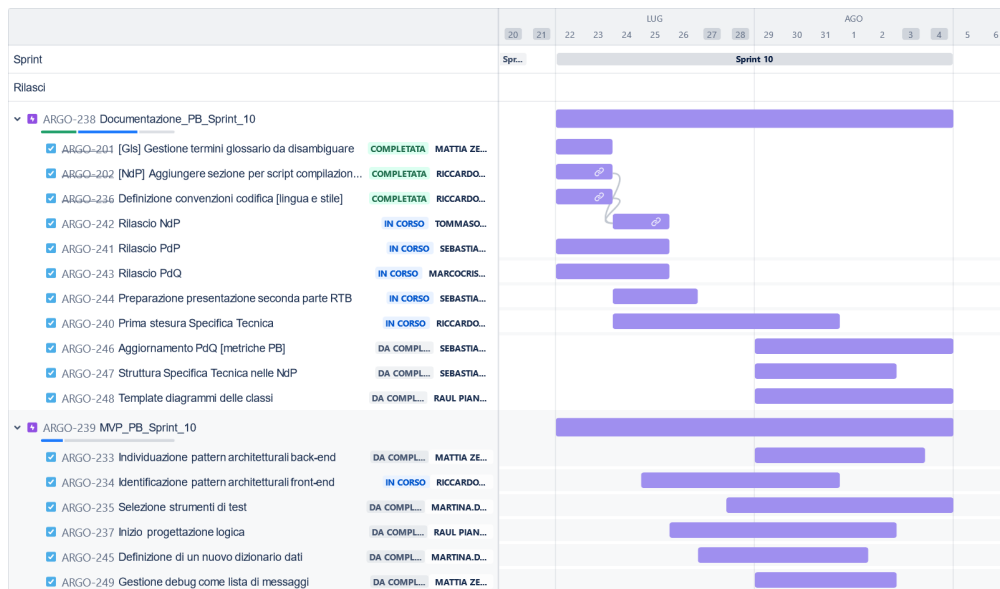 LUG AGO
20 21 22 23 24 25 26 27 28 29 30 31 1 2 3 4 5 6
Sprint Spr... Sprint 10
Rilasci
ARGO-238 Documentazione_PB_Sprint_10
ARGO-201 [Gls] Gestione termini glossario da disambiguare COMPLETATA MATTIA ZE...
ARGO-202 [NdP] Aggiungere sezione per script compilazion... COMPLETATA RICCARDO...
ARGO-236 Definizione convenzioni codifica [lingua e stile] COMPLETATA RICCARDO...
ARGO-242 Rilascio NdP IN CORSO TOMMASO...
ARGO-241 Rilascio PdP IN CORSO SEBASTIA...
ARGO-243 Rilascio PdQ IN CORSO MARCOCRIS...
ARGO-244 Preparazione presentazione seconda parte RTB IN CORSO SEBASTIA...
ARGO-240 Prima stesura Specifica Tecnica IN CORSO RICCARDO...
ARGO-246 Aggiornamento PdQ [metriche PB] DA COMPL... SEBASTIA...
ARGO-247 Struttura Specifica Tecnica nelle NdP DA COMPL... SEBASTIA...
ARGO-248 Template diagrammi delle classi DA COMPL... RAUL PIAN...
ARGO-239 MVP_PB_Sprint_10
ARGO-233 Individuazione pattern architetturali back-end DA COMPL... MATTIA ZE...
ARGO-234 Identificazione pattern architetturali front-end IN CORSO RICCARDO...
ARGO-235 Selezione strumenti di test DA COMPL... MARTINA.D...
ARGO-237 Inizio progettazione logica DA COMPL... RAUL PIAN...
ARGO-245 Definizione di un nuovo dizionario dati DA COMPL... MARTINA.D...
ARGO-249 Gestione debug come lista di messaggi DA COMPL... MATTIA ZE...